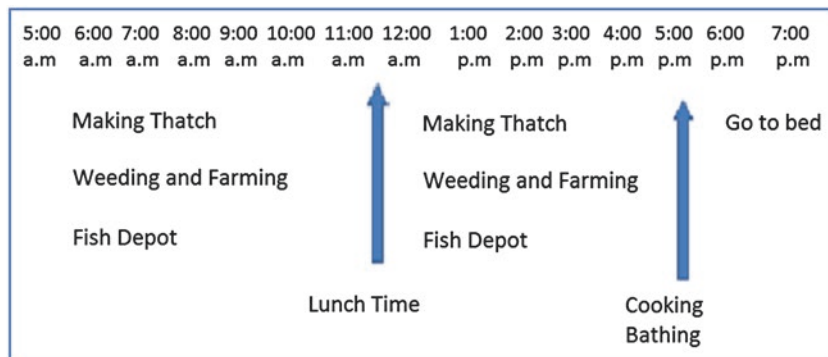 5:00 6:00 7:00 8:00 9:00 10:00 11:00 12:00 1:00 2:00 3:00 4:00 5:00 6:00 7:00
a.m a.m a.m a.m a.m a.m a.m a.m p.m p.m p.m p.m p.m p.m p.m
Making Thatch Making Thatch Go to bed
Weeding and Farming Weeding and Farming
Fish Depot Fish Depot
Lunch Time Cooking
Bathing